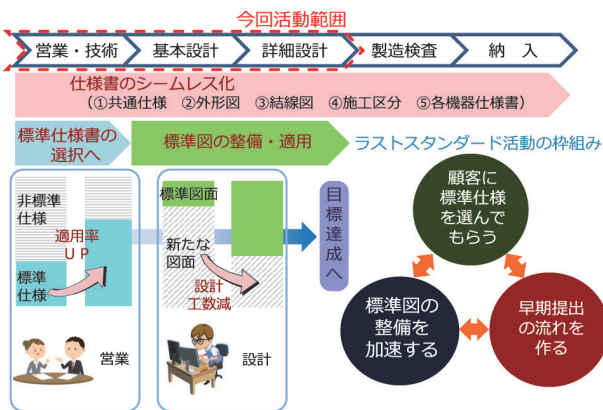 今回活動範囲
営業・技術
基本設計
詳細設計
製造検査
納　入
仕様書のシームレス化
（①共通仕様　②外形図　③結線図　④施工区分　⑤各機器仕様書）
標準仕様書の
選択へ
標準図の整備・適用
ラストスタンダード活動の枠組み
非標準
仕様
適用率
ＵＰ
標準
仕様
営業
標準図面
新たな
図面
設計
工数減
設計
目標達成へ
顧客に
標準仕様
を選んで
もらう
標準図の
整備を
加速する
早期提出
の流れを
作る